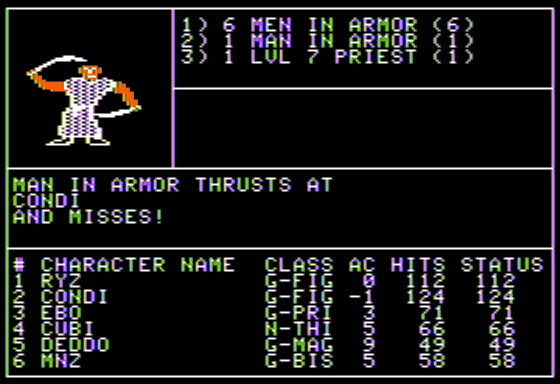 1) 6 MEN IN ARMOR (6)
2) 1 MAN IN ARMOR (1)
3) 1 LVL 7 PRIEST (1)
MAN IN ARMOR THRUSTS AT
CONDI
AND MISSES!
# CHARACTER NAME CLASS AC HITS STATUS
1 RYZ G-FIG 0 112 112
2 CONDI G-FIG -1 124 124
3 EBO G-PRI 3 71 71
4 CUBI N-THI 5 66 66
5 DEDDO G-MAG 9 49 49
6 MNZ G-BIS 5 58 58